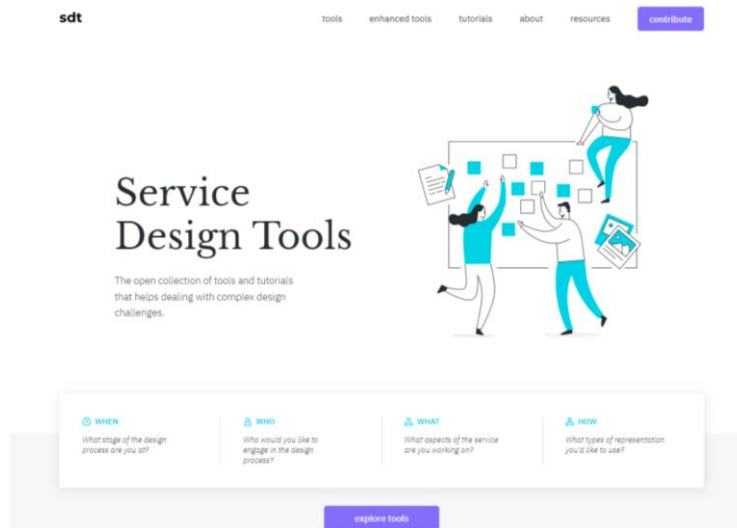 sdt
tools
enhanced tools
tutorials
about
resources
contribute
Service
Design Tools
The open collection of tools and tutorials
that helps dealing with complex design
challenges.
WHEN
What stage of the design
process are you at?
WHO
Who would you like to
engage in the design
process?
WHAT
What aspects of the service
are you working on?
HOW
What types of representation
you'd like to use?
explore tools